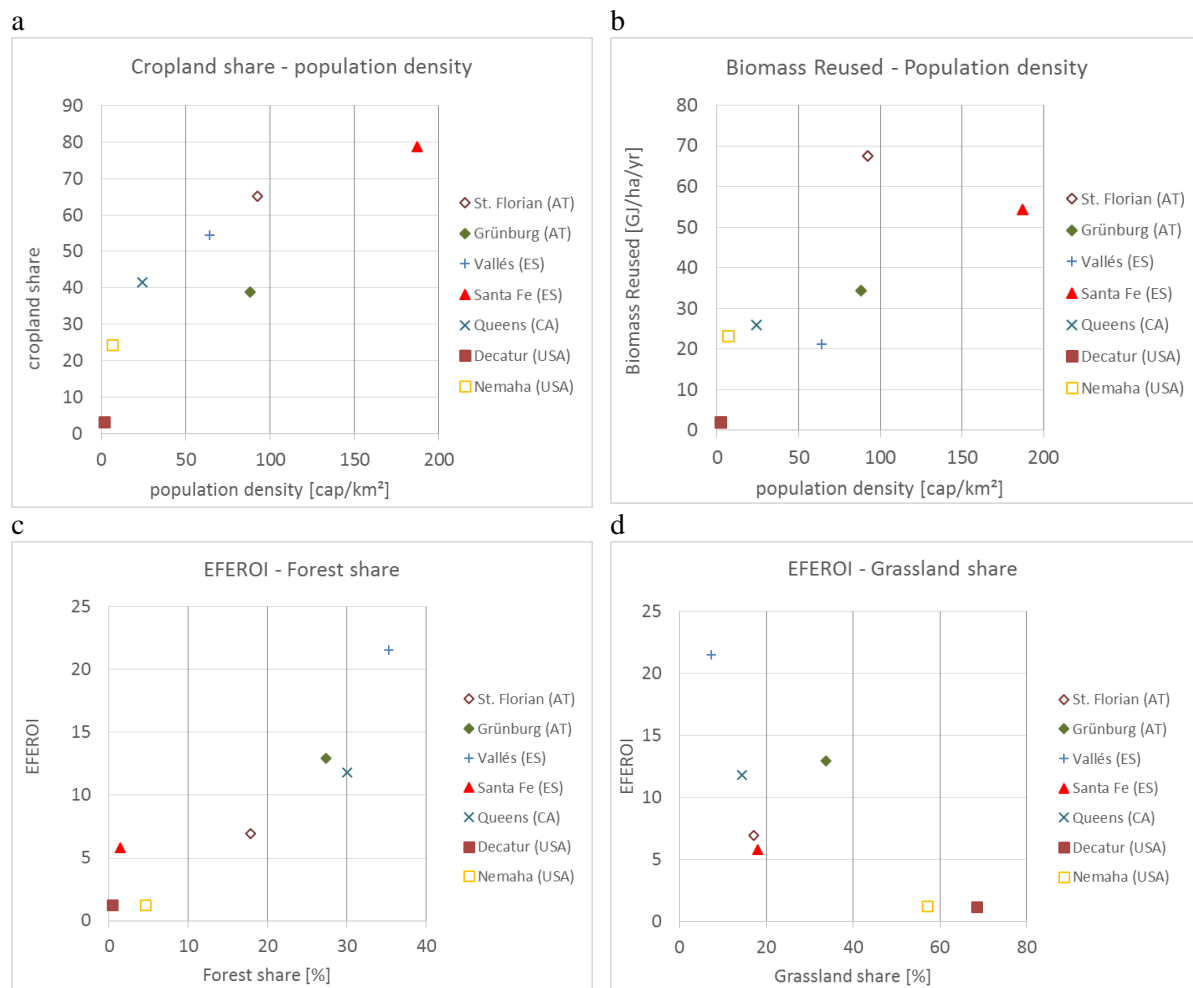 a
Cropland share - population density
90
80
70
60
50
40
30
20
10
0
cropland share
0 50 100 150 200
population density [cap/km²]
St. Florian (AT)
Grünburg (AT)
Vallés (ES)
Santa Fe (ES)
Queens (CA)
Decatur (USA)
Nemaha (USA)
b
Biomass Reused - Population density
80
70
60
50
40
30
20
10
0
Biomass Reused [GJ/ha/yr]
0 50 100 150 200
population density [cap/km²]
St. Florian (AT)
Grünburg (AT)
Vallés (ES)
Santa Fe (ES)
Queens (CA)
Decatur (USA)
Nemaha (USA)
c
EFEROI - Forest share
25
20
15
10
5
0
EFEROI
0 10 20 30 40
Forest share [%]
St. Florian (AT)
Grünburg (AT)
Vallés (ES)
Santa Fe (ES)
Queens (CA)
Decatur (USA)
Nemaha (USA)
d
EFEROI - Grassland share
25
20
15
10
5
0
EFEROI
0 20 40 60 80
Grassland share [%]
St. Florian (AT)
Grünburg (AT)
Vallés (ES)
Santa Fe (ES)
Queens (CA)
Decatur (USA)
Nemaha (USA)